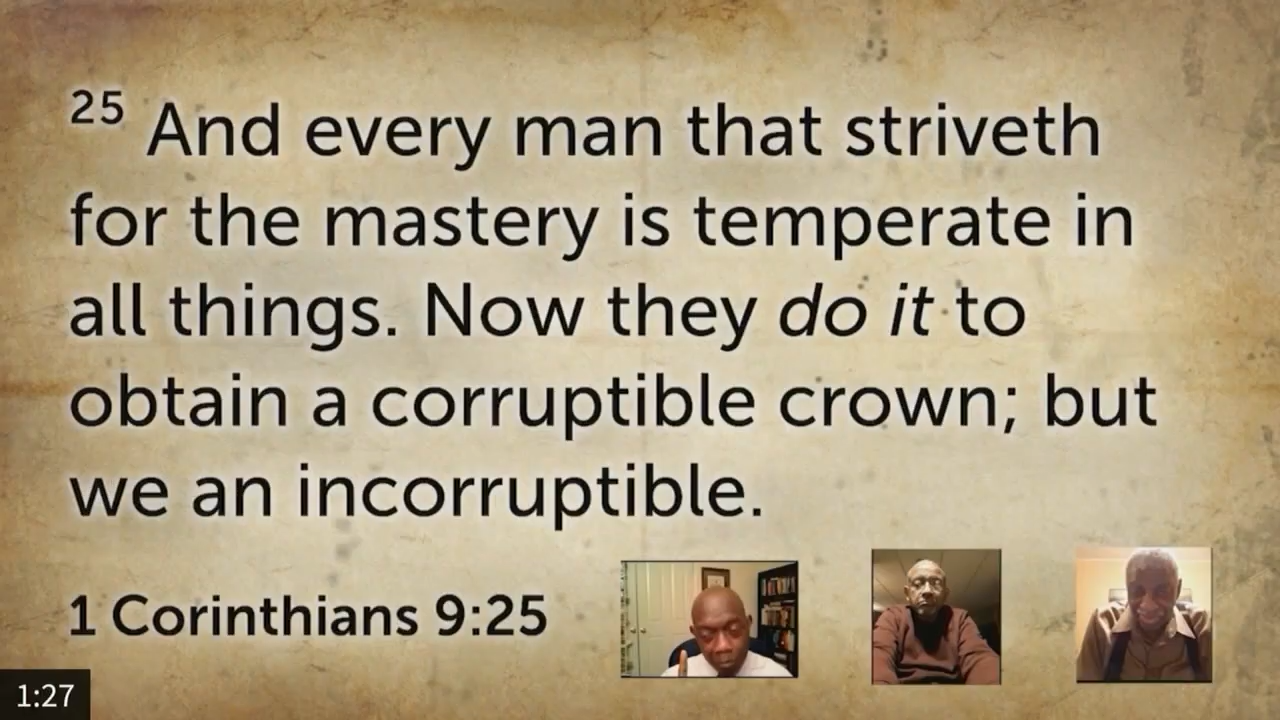 25 And every man that striveth
for the mastery is temperate in
all things. Now they do it to
obtain a corruptible crown; but
we an incorruptible.
1 Corinthians 9:25
1:27